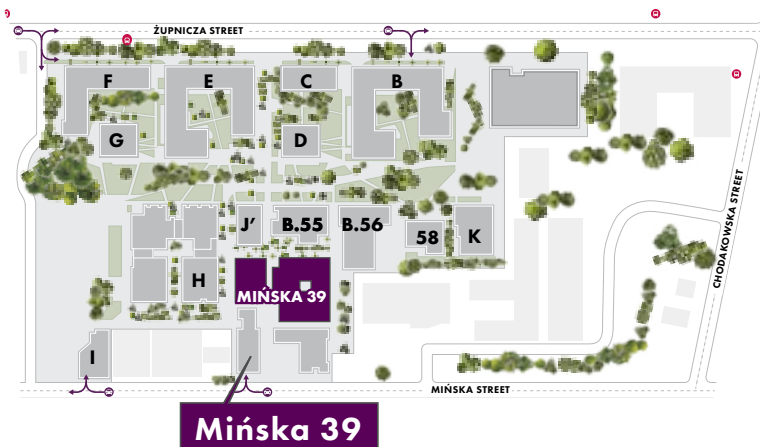 ŻUPNICZA STREET
F
E
C
B
G
D
J'
B.55
B.56
58
K
H
MIŃSKA 39
I
CHODAKOWSKA STREET
MIŃSKA STREET
Mińska 39